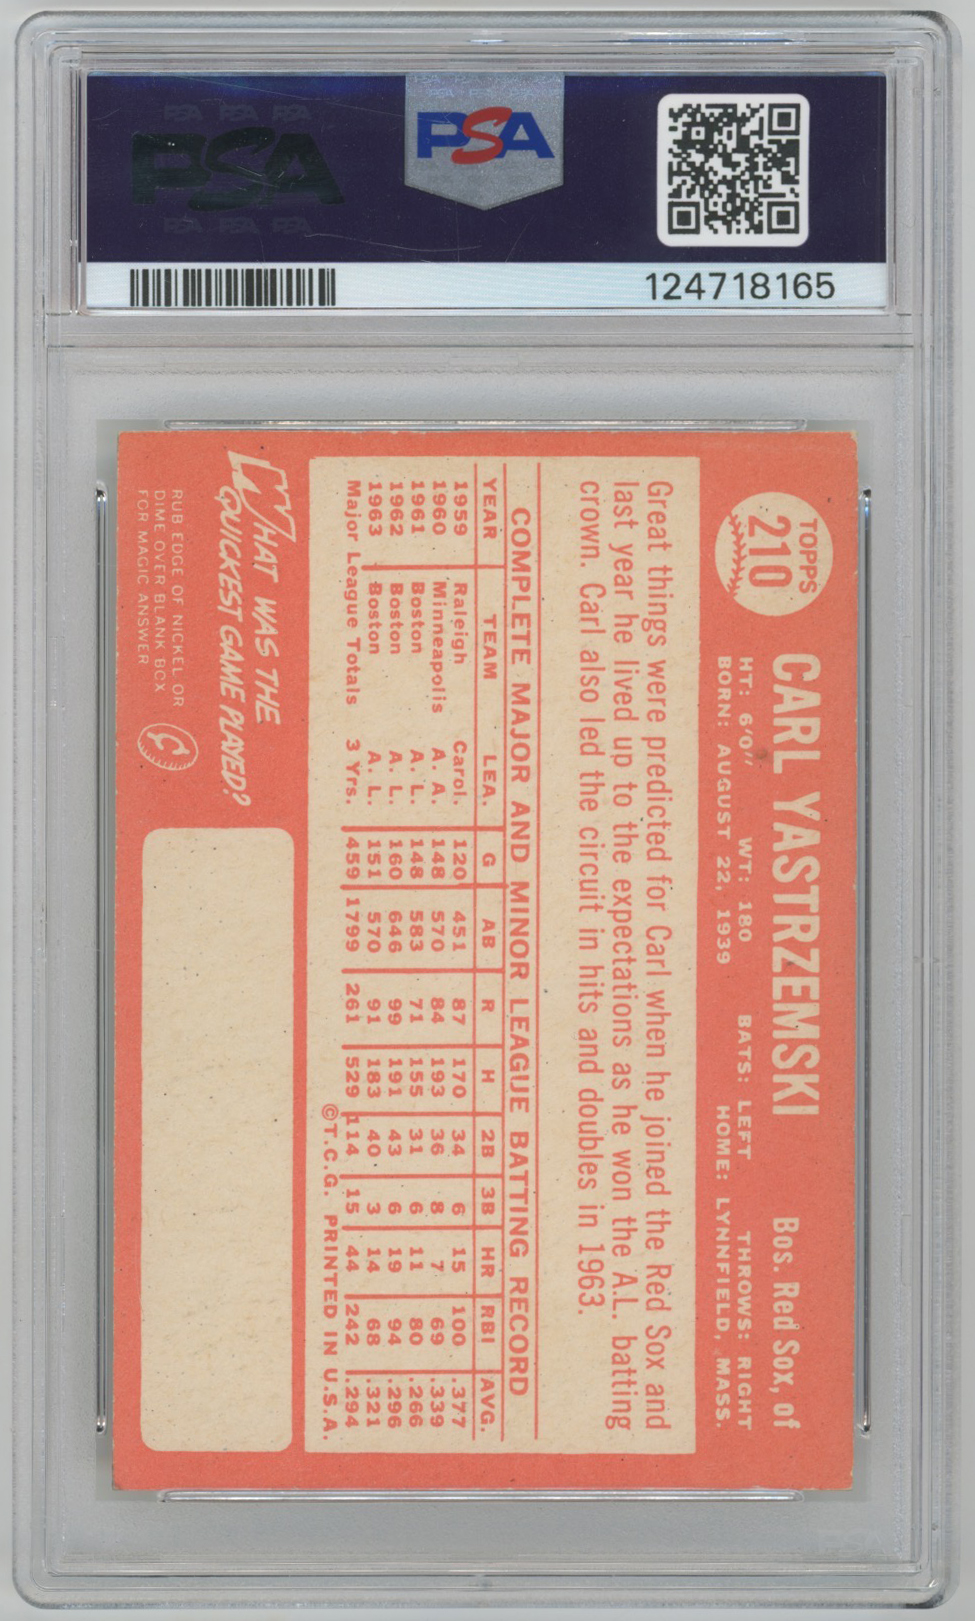 PSA PSA PSA
PSA
PSA PSA PSA
PSA
124718165
TOPPS
210
CARL YASTRZEMSKI
Bos. Red Sox, of
HT: 6'0" WT: 180 BATS: LEFT THROWS: RIGHT
BORN: AUGUST 22, 1939 HOME: LYNNFIELD, MASS.
Great things were predicted for Carl when he joined the Red Sox and
last year he lived up to the expectations as he won the A.L. batting
crown. Carl also led the circuit in hits and doubles in 1963.
COMPLETE MAJOR AND MINOR LEAGUE BATTING RECORD
YEAR TEAM LEA. G AB R H 2B 3B HR RBI AVG.
1959 Raleigh Carol. 120 451 87 170 34 6 15 100 .377
1960 Minneapolis A. A. 148 570 84 193 36 8 7 69 .339
1961 Boston A. L. 148 583 71 155 31 6 11 80 .266
1962 Boston A. L. 160 646 99 191 43 6 19 94 .296
1963 Boston A. L. 151 570 91 183 40 3 14 68 .321
Major League Totals 3 Yrs. 459 1799 261 529 114 15 44 242 .294
©T.C.G. PRINTED IN U.S.A.
WHAT WAS THE
QUICKEST GAME PLAYED?
RUB EDGE OF NICKEL OR
DIME OVER BLANK BOX
FOR MAGIC ANSWER